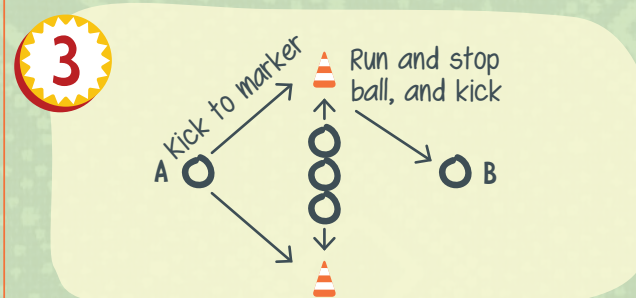 3
Kick to marker
Run and stop
ball, and kick
A
B